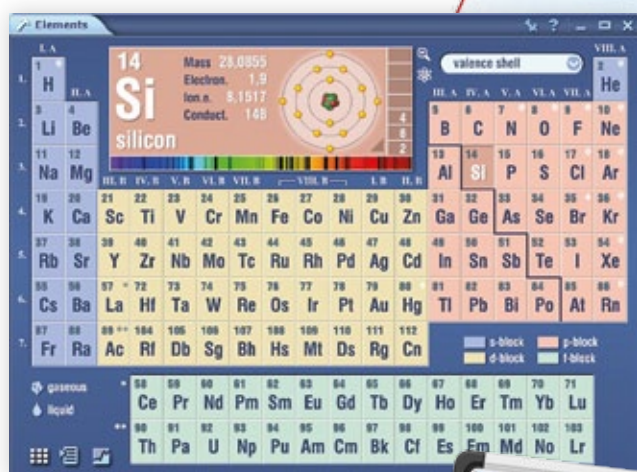 Elements
I. A VIII. A
1. 1 14 Mass 28,0855 valence shell 2
H Si Electron. 1,9 He
II. A Ion.n. 8,1517 III. A IV. A V. A VI. A VII. A
2. 3 4 Conduct. 148 5 6 7 8 9 10
Li Be silicon 4 8 2 B C N O F Ne
3. 11 12 13 14 15 16 17 18
Na Mg Al Si P S Cl Ar
III. B IV. B V. B VI. B VII. B VIII. B I. B II. B
4. 19 20 21 22 23 24 25 26 27 28 29 30 31 32 33 34 35 36
K Ca Sc Ti V Cr Mn Fe Co Ni Cu Zn Ga Ge As Se Br Kr
5. 37 38 39 40 41 42 43 44 45 46 47 48 49 50 51 52 53 54
Rb Sr Y Zr Nb Mo Tc Ru Rh Pd Ag Cd In Sn Sb Te I Xe
6. 55 56 57 * 72 73 74 75 76 77 78 79 80 81 82 83 84 85 86
Cs Ba La Hf Ta W Re Os Ir Pt Au Hg Tl Pb Bi Po At Rn
7. 87 88 89 ** 104 105 106 107 108 109 110 111 112
Fr Ra Ac Rf Db Sg Bh Hs Mt Ds Rg Cn
s-block p-block
d-block f-block
gaseous * 58 59 60 61 62 63 64 65 66 67 68 69 70 71
liquid Ce Pr Nd Pm Sm Eu Gd Tb Dy Ho Er Tm Yb Lu
** 90 91 92 93 94 95 96 97 98 99 100 101 102 103
Th Pa U Np Pu Am Cm Bk Cf Es Fm Md No Lr